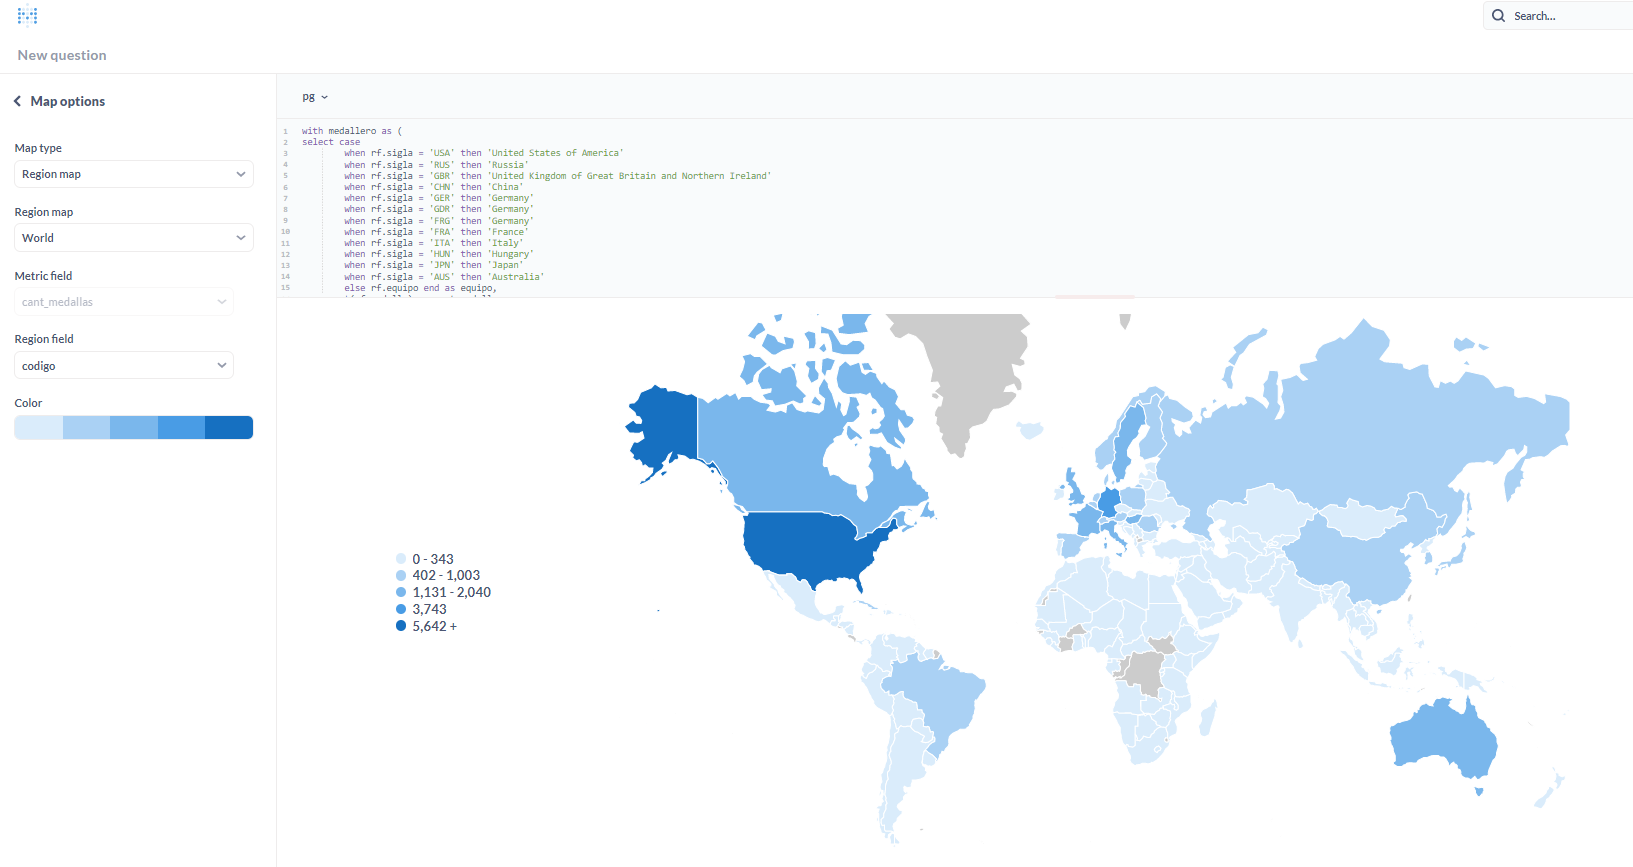 Search...
New question
Map options
Map type
Region map
Region map
World
Metric field
cant_medallas
Region field
codigo
Color
pg
1 with medallero as (
2 select case
3 when rf.sigla = 'USA' then 'United States of America'
4 when rf.sigla = 'RUS' then 'Russia'
5 when rf.sigla = 'GBR' then 'United Kingdom of Great Britain and Northern Ireland'
6 when rf.sigla = 'CHN' then 'China'
7 when rf.sigla = 'GER' then 'Germany'
8 when rf.sigla = 'GDR' then 'Germany'
9 when rf.sigla = 'FRG' then 'Germany'
10 when rf.sigla = 'FRA' then 'France'
11 when rf.sigla = 'ITA' then 'Italy'
12 when rf.sigla = 'HUN' then 'Hungary'
13 when rf.sigla = 'JPN' then 'Japan'
14 when rf.sigla = 'AUS' then 'Australia'
15 else rf.equipo end as equipo,
0 - 343
402 - 1,003
1,131 - 2,040
3,743
5,642 +